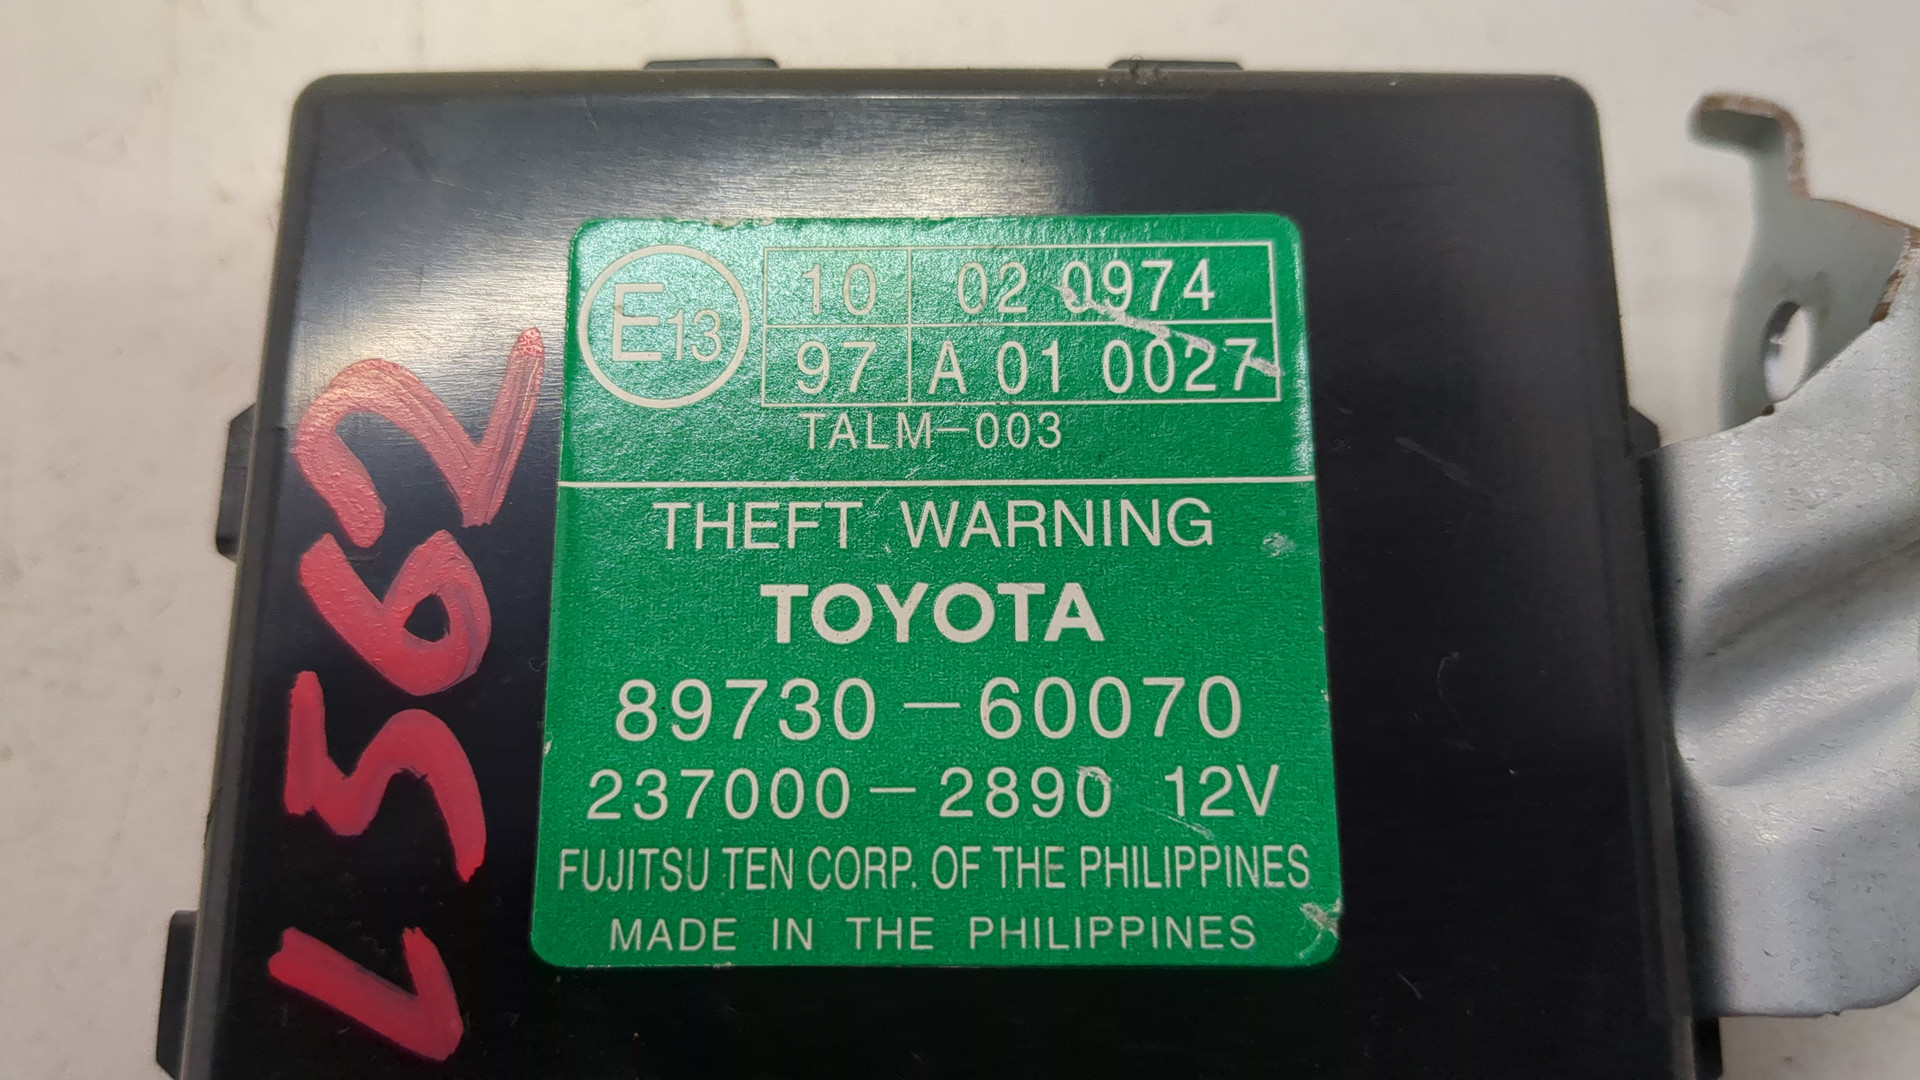 E13
10 02 0974
97 A 01 0027
TALM-003
THEFT WARNING
TOYOTA
89730-60070
237000-2890 12V
FUJITSU TEN CORP. OF THE PHILIPPINES
MADE IN THE PHILIPPINES
1562